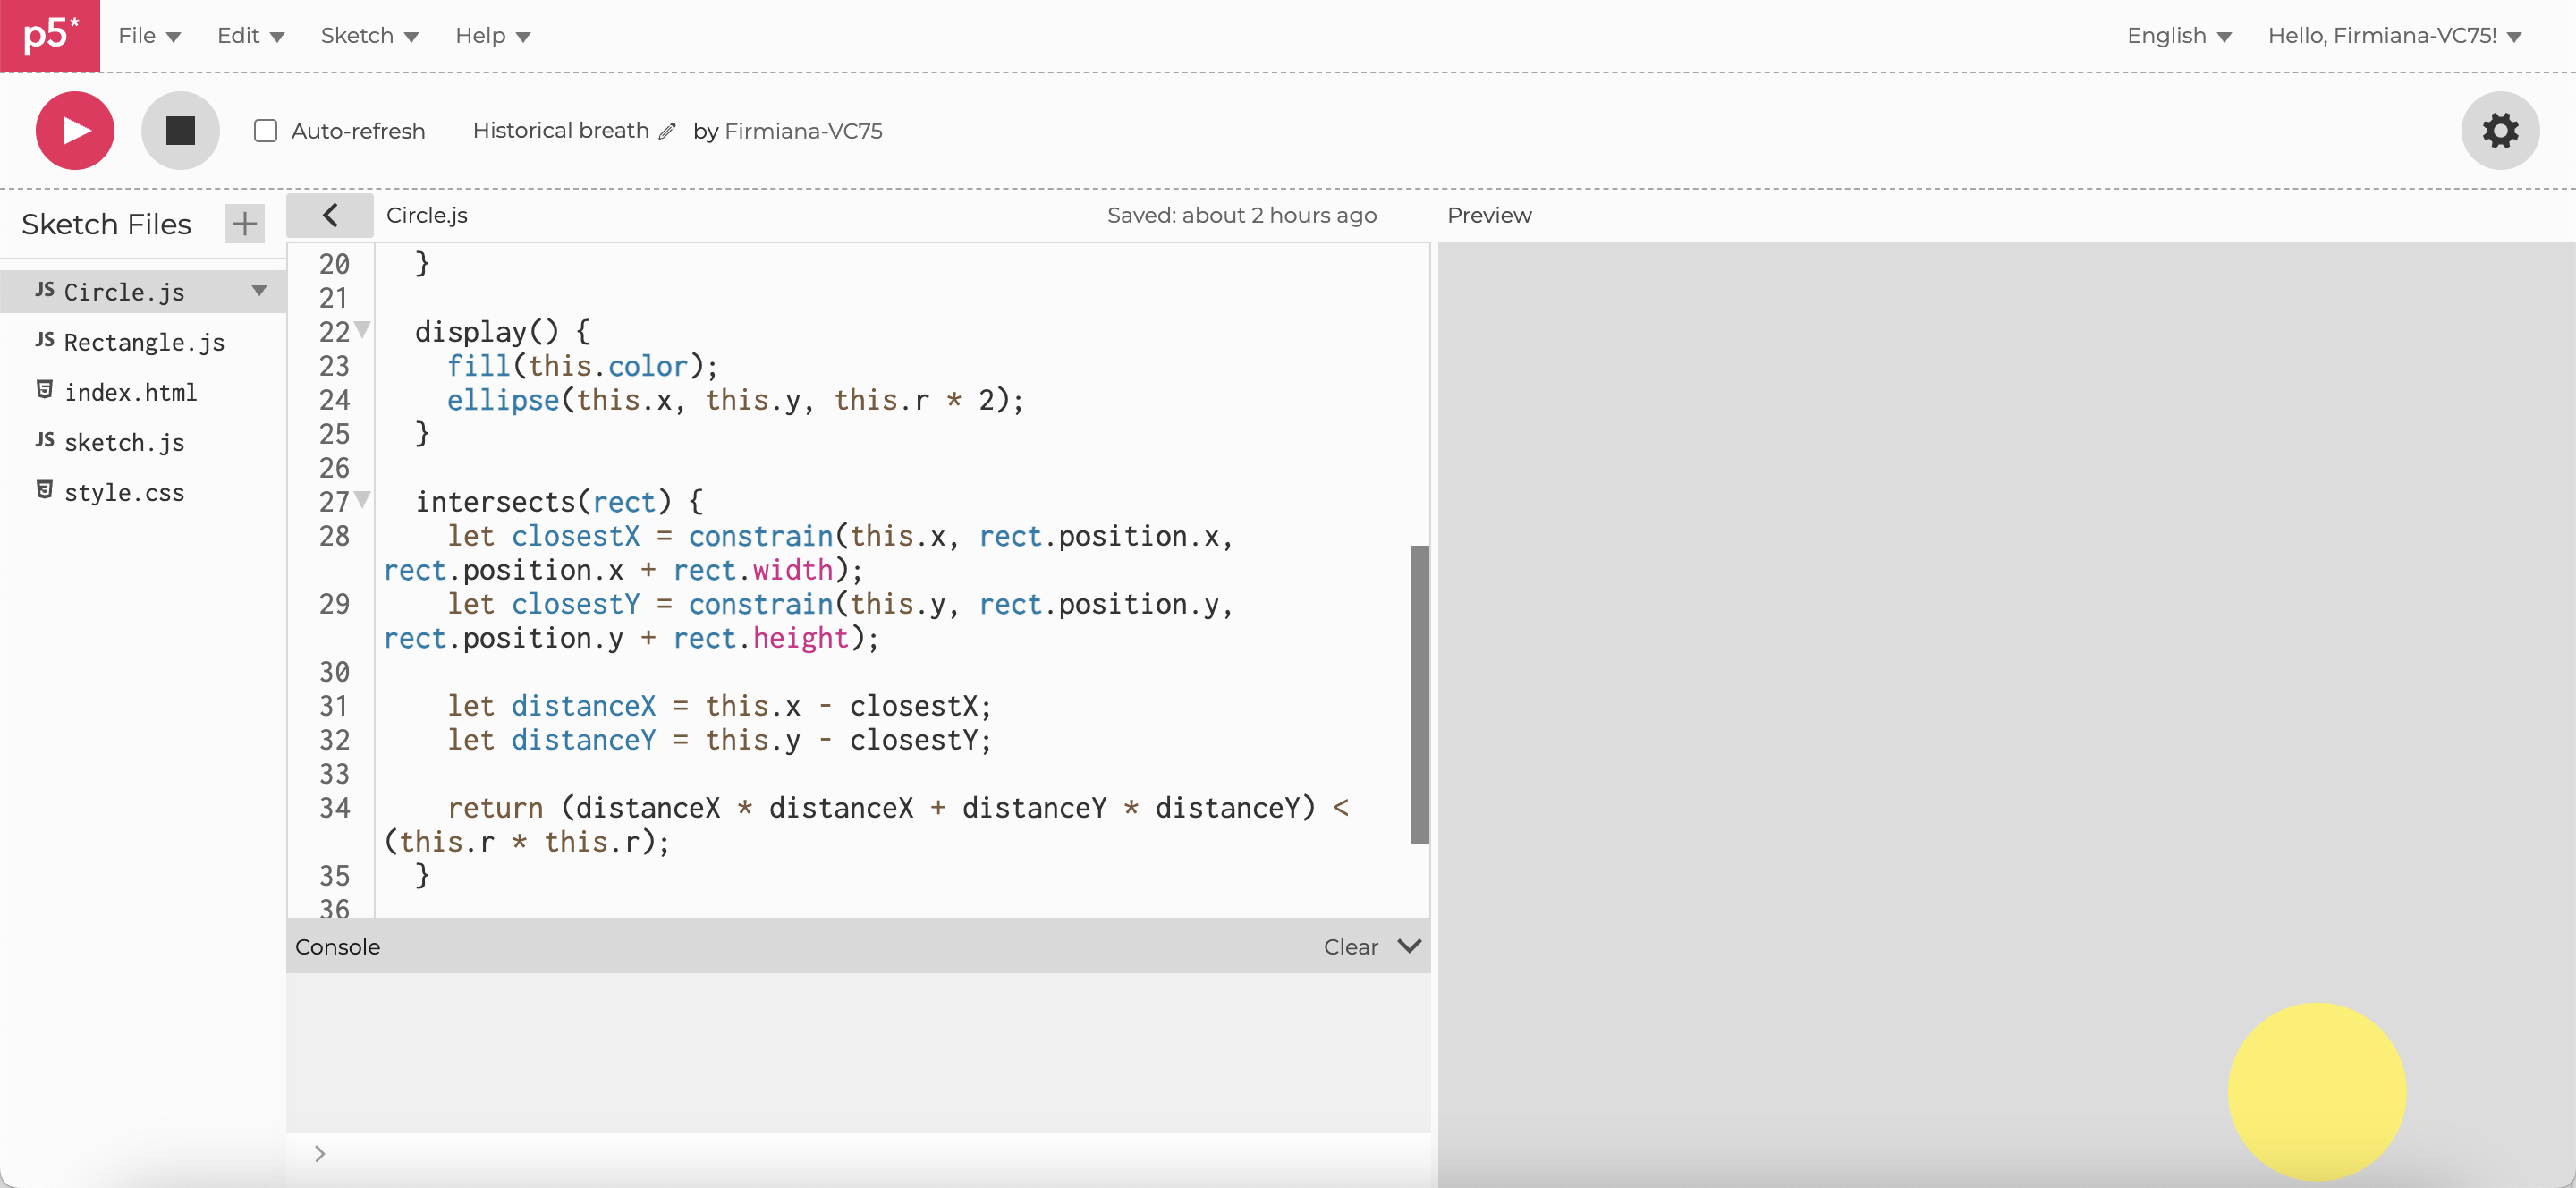 p5* File Edit Sketch Help English Hello, Firmiana-VC75!
Auto-refresh Historical breath by Firmiana-VC75
Sketch Files + Circle.js Saved: about 2 hours ago Preview
JS Circle.js
JS Rectangle.js
index.html
JS sketch.js
style.css
20 }
21
22 display() {
23 fill(this.color);
24 ellipse(this.x, this.y, this.r * 2);
25 }
26
27 intersects(rect) {
28 let closestX = constrain(this.x, rect.position.x,
rect.position.x + rect.width);
29 let closestY = constrain(this.y, rect.position.y,
rect.position.y + rect.height);
30
31 let distanceX = this.x - closestX;
32 let distanceY = this.y - closestY;
33
34 return (distanceX * distanceX + distanceY * distanceY) <
(this.r * this.r);
35 }
36
Console Clear
>